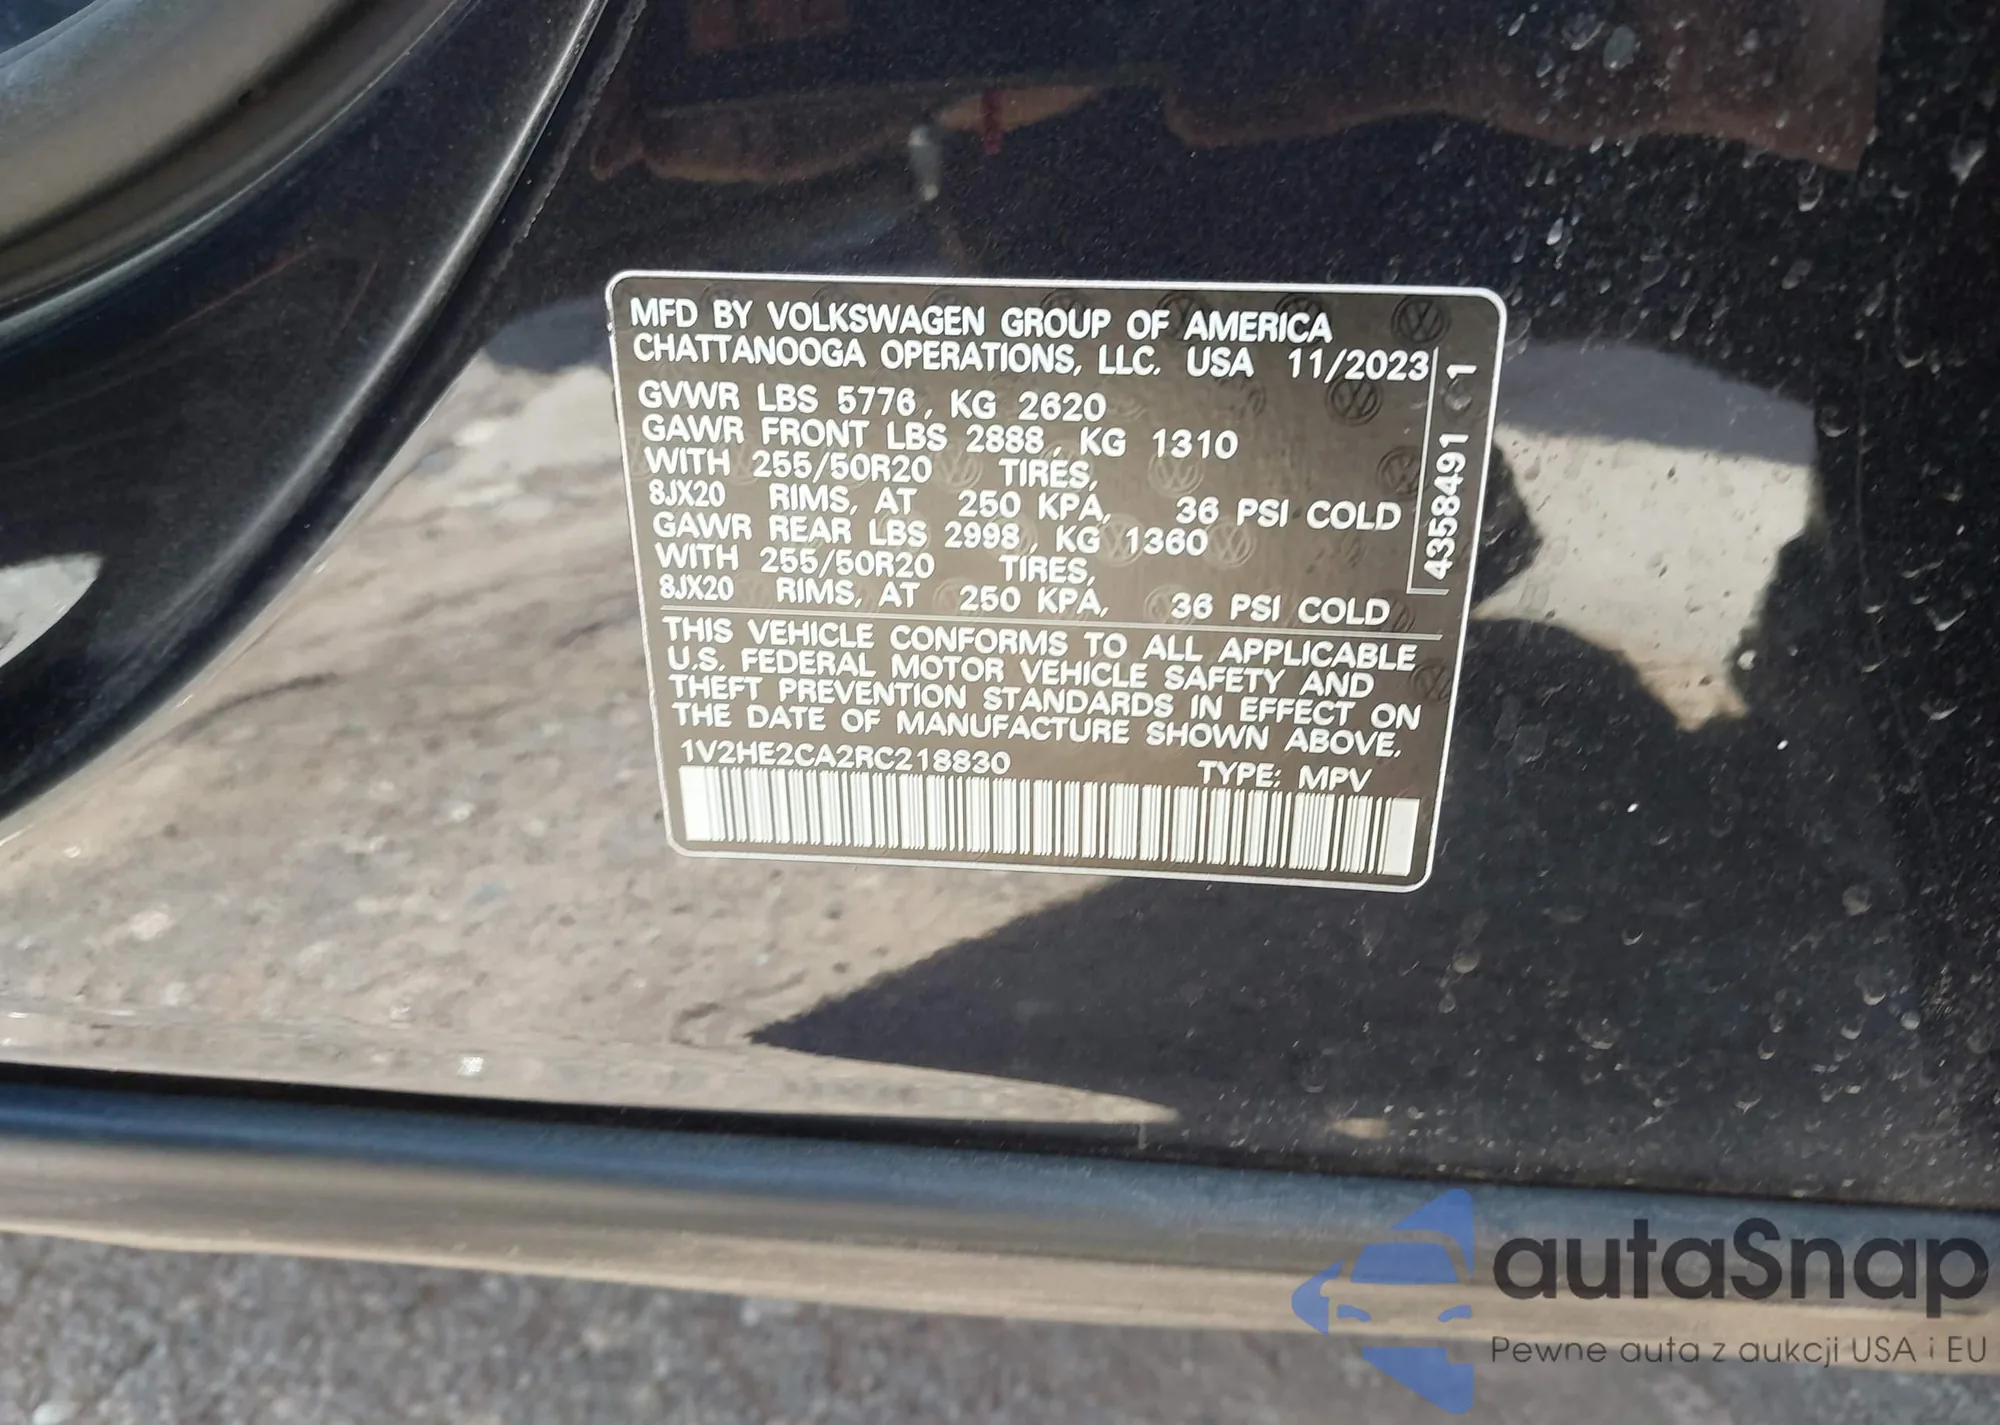 MFD BY VOLKSWAGEN GROUP OF AMERICA
CHATTANOOGA OPERATIONS, LLC. USA 11/2023
GVWR LBS 5776, KG 2620
GAWR FRONT LBS 2888, KG 1310
WITH 255/50R20 TIRES,
8JX20 RIMS, AT 250 KPA, 36 PSI COLD
GAWR REAR LBS 2998, KG 1360
WITH 255/50R20 TIRES,
8JX20 RIMS, AT 250 KPA, 36 PSI COLD
THIS VEHICLE CONFORMS TO ALL APPLICABLE
U.S. FEDERAL MOTOR VEHICLE SAFETY AND
THEFT PREVENTION STANDARDS IN EFFECT ON
THE DATE OF MANUFACTURE SHOWN ABOVE.
1V2HE2CA2RC218830 TYPE: MPV
4358491
autaSnap
Pewne auta z aukcji USA i EU